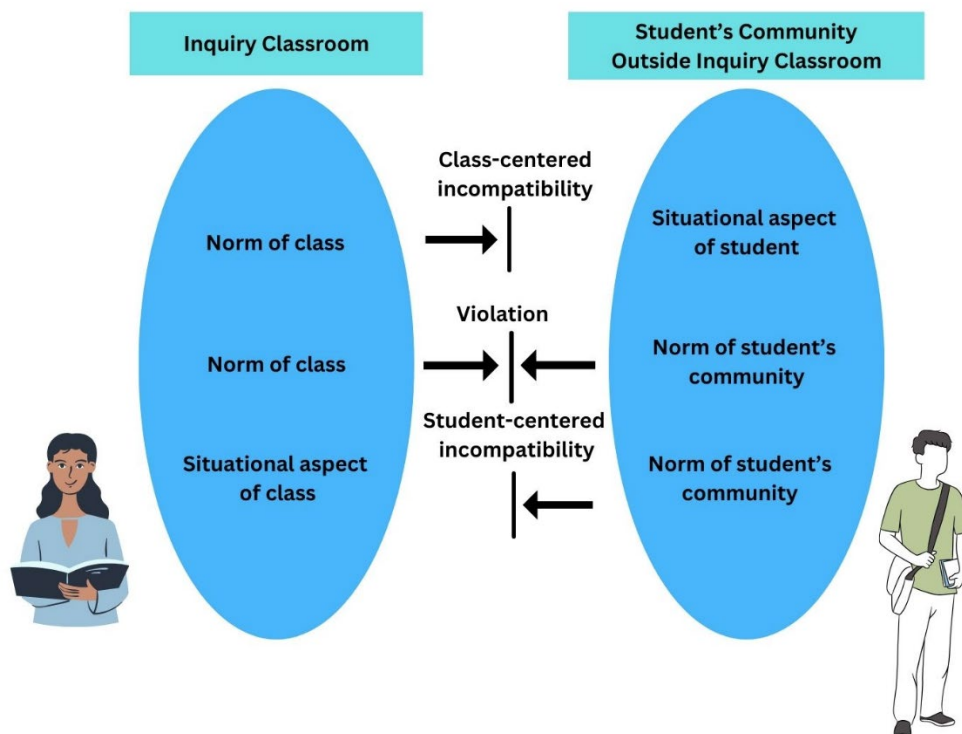 Inquiry Classroom
Student’s Community
Outside Inquiry Classroom
Class-centered
incompatibility
Norm of class
Situational aspect
of student
Violation
Norm of class
Norm of student’s
community
Student-centered
incompatibility
Situational aspect
of class
Norm of student’s
community